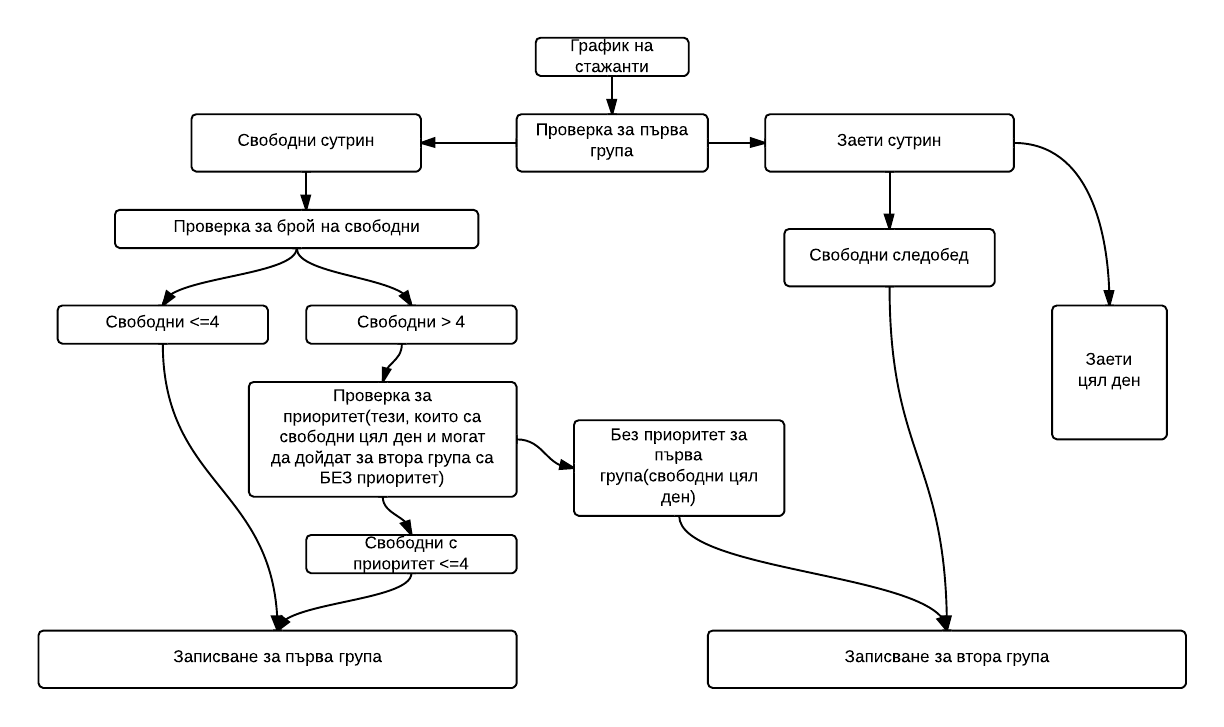 График на
стажанти
Свободни сутрин
Проверка за първа
група
Заети сутрин
Проверка за брой на свободни
Свободни следобед
Свободни <=4
Свободни > 4
Заети
цял ден
Проверка за
приоритет(тези, които са
свободни цял ден и могат
да дойдат за втора група са
БЕЗ приоритет)
Без приоритет за
първа
група(свободни цял
ден)
Свободни с
приоритет <=4
Записване за първа група
Записване за втора група